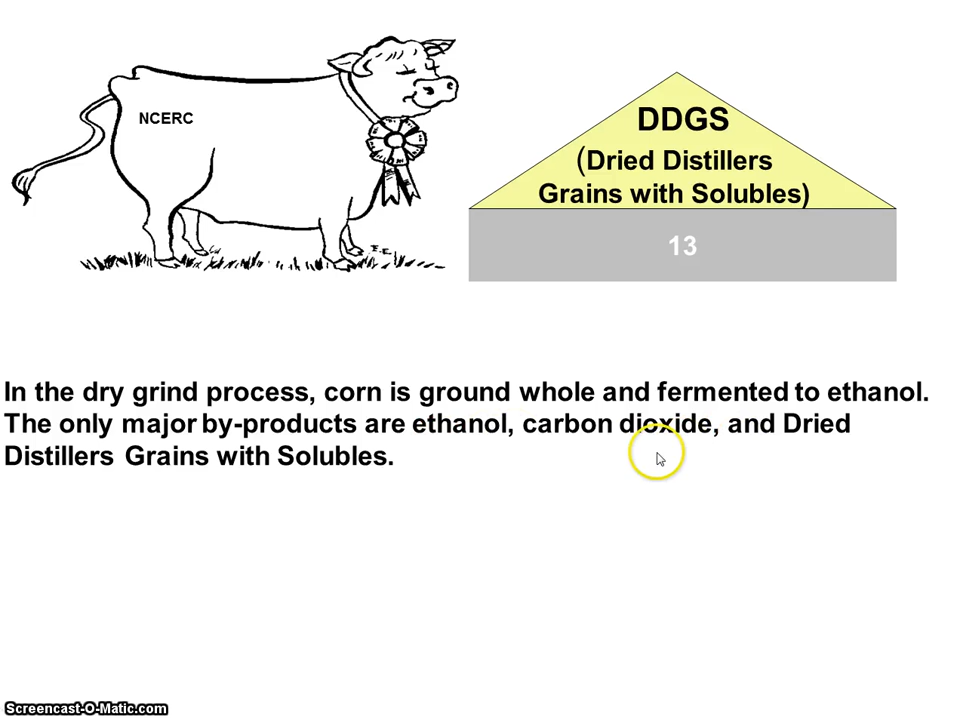 NCERC
DDGS
(Dried Distillers
Grains with Solubles)
13
In the dry grind process, corn is ground whole and fermented to ethanol.
The only major by-products are ethanol, carbon dioxide, and Dried
Distillers Grains with Solubles.
Screencast-O-Matic.com